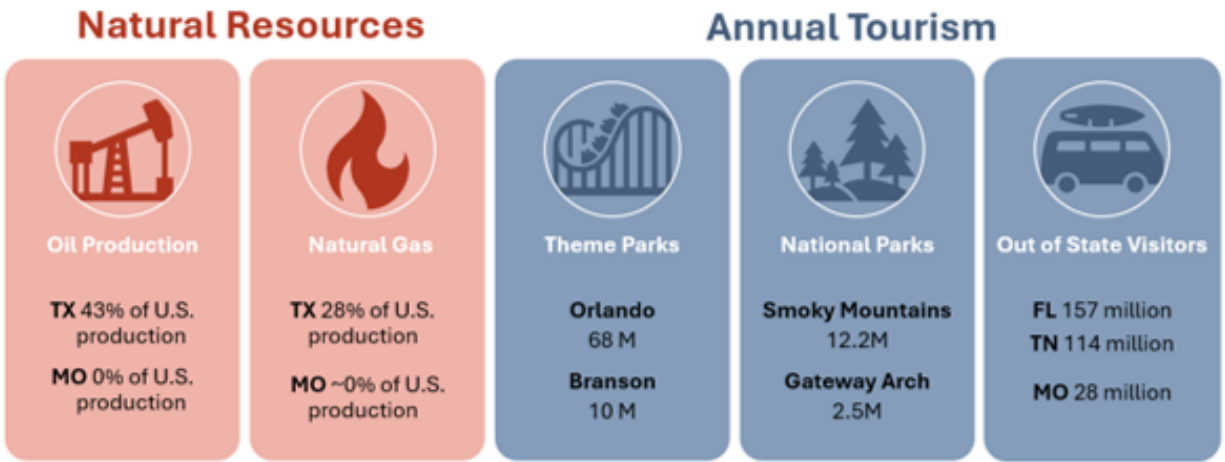 Natural Resources
Annual Tourism
Oil Production
TX 43% of U.S.
production
MO 0% of U.S.
production
Natural Gas
TX 28% of U.S.
production
MO ~0% of U.S.
production
Theme Parks
Orlando
68 M
Branson
10 M
National Parks
Smoky Mountains
12.2M
Gateway Arch
2.5M
Out of State Visitors
FL 157 million
TN 114 million
MO 28 million